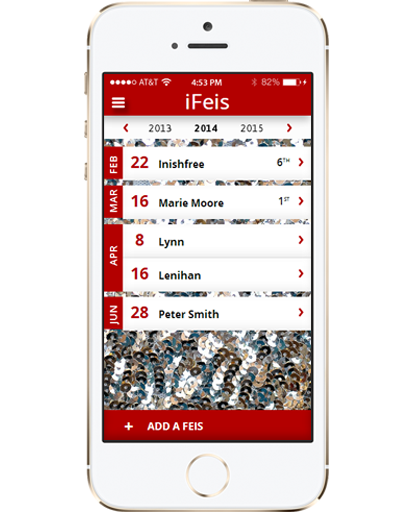 AT&T 4:53 PM 82%
iFeis
2013 2014 2015
FEB 22 Inishfree 6TH
MAR 16 Marie Moore 1ST
APR 8 Lynn
16 Lenihan
JUN 28 Peter Smith
+ ADD A FEIS